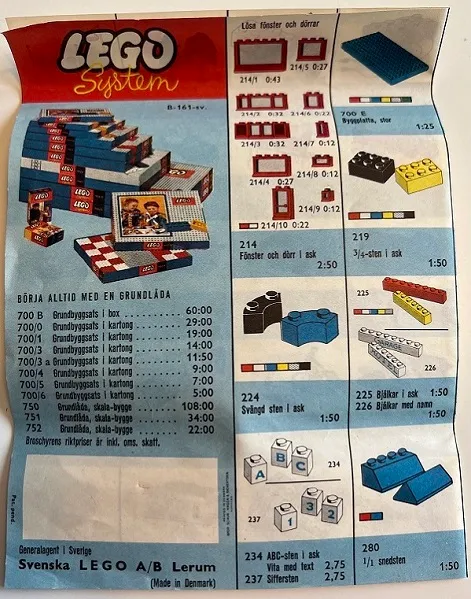 LEGO
System
B-161-sv.
BÖRJA ALLTID MED EN GRUNDLÅDA
700 B Grundbyggsats i box 60:00
700/0 Grundbyggsats i kartong 29:00
700/1 Grundbyggsats i kartong 19:00
700/3 Grundbyggsats i kartong 14:00
700/3 a Grundbyggsats i kartong 11:50
700/4 Grundbyggsats i kartong 9:00
700/5 Grundbyggsats i kartong 7:00
700/6 Grundbyggsats i kartong 5:00
750 Grundlåda, skala-bygge 108:00
751 Grundlåda, skala-bygge 34:00
752 Grundlåda, skala-bygge 22:00
Broschyrens riktpriser är inkl. oms. skatt.
Pat. pend.
Generalagent i Sverige
Svenska LEGO A/B Lerum
(Made in Denmark)
Lösa fönster och dörrar
214/1 0:43
214/5 0:27
214/2 0:32
214/6 0:22
214/3 0:32
214/7 0:12
214/4 0:27
214/8 0:12
214/9 0:12
214/10 0:22
214
Fönster och dörr i ask
2:50
224
Svängd sten i ask
1:50
A B C
234
237
1 3 2
234 ABC-sten i ask
Vita med text 2,75
237 Siffersten 2,75
700 E
Byggplatta, stor
1:25
219
3/4-sten i ask
1:50
225
226
225 Bjälkar i ask 1:50
226 Bjälkar med namn
1:50
280
1/1 snedsten
1:50